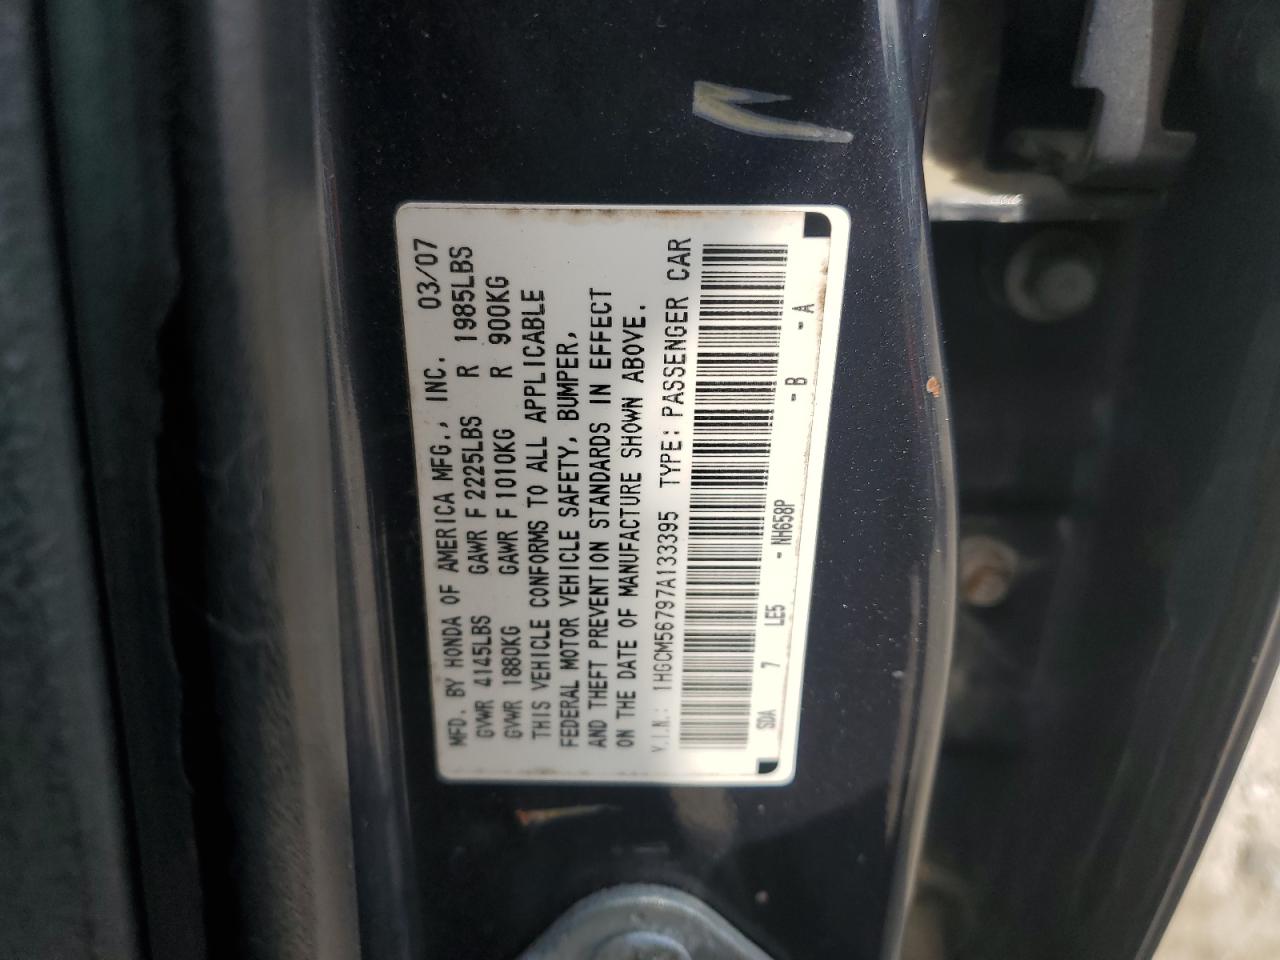 MFD. BY HONDA OF AMERICA MFG., INC. 03/07
GVWR 4145LBS GAWR F 2225LBS R 1985LBS
GVWR 1880KG GAWR F 1010KG R 900KG
THIS VEHICLE CONFORMS TO ALL APPLICABLE
FEDERAL MOTOR VEHICLE SAFETY, BUMPER,
AND THEFT PREVENTION STANDARDS IN EFFECT
ON THE DATE OF MANUFACTURE SHOWN ABOVE.
V.I.N.: 1HGCM56797A133395 TYPE: PASSENGER CAR
SDA 7 LE5 - NH658P - B - A